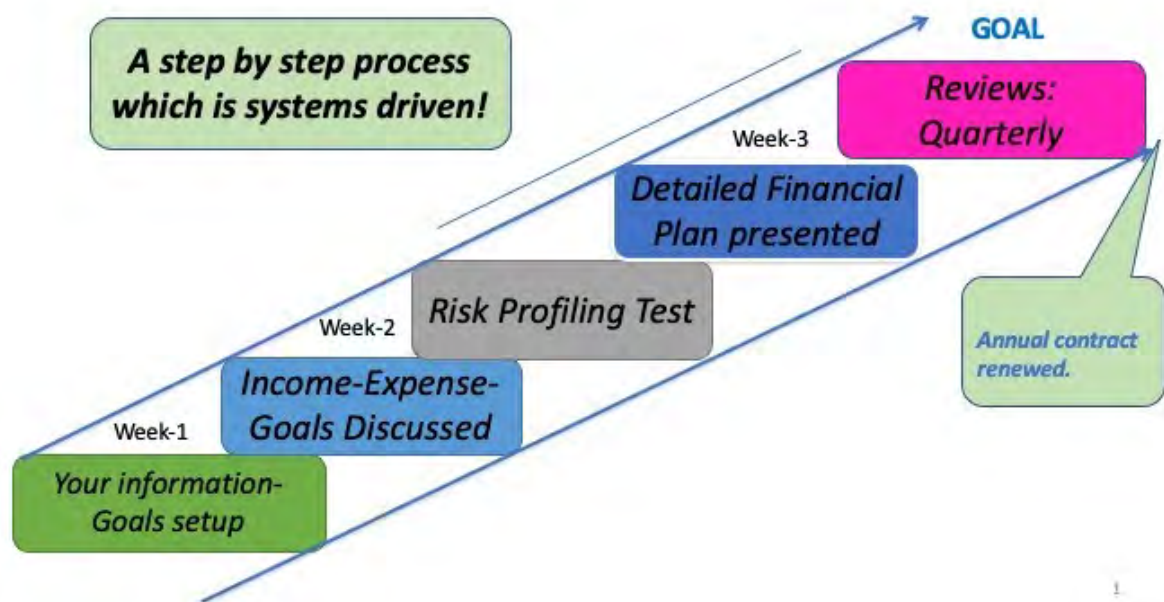 A step by step process
which is systems driven!
GOAL
Reviews:
Quarterly
Week-3
Detailed Financial
Plan presented
Week-2
Risk Profiling Test
Annual contract
renewed.
Week-1
Income-Expense-
Goals Discussed
Your information-
Goals setup
1